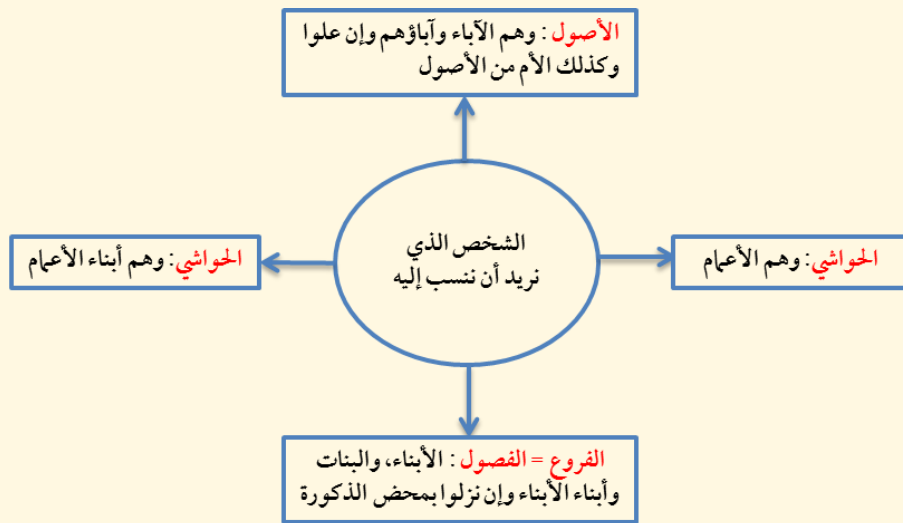 الأصول : وهم الآباء وآباؤهم وإن علوا
وكذلك الأم من الأصول
الشخص الذي
نريد أن ننسب إليه
الحواشي: وهم الأعمام
الحواشي: وهم أبناء الأعمام
الفروع = الفصول : الأبناء، والبنات
وأبناء الأبناء وإن نزلوا بمحض الذكورة